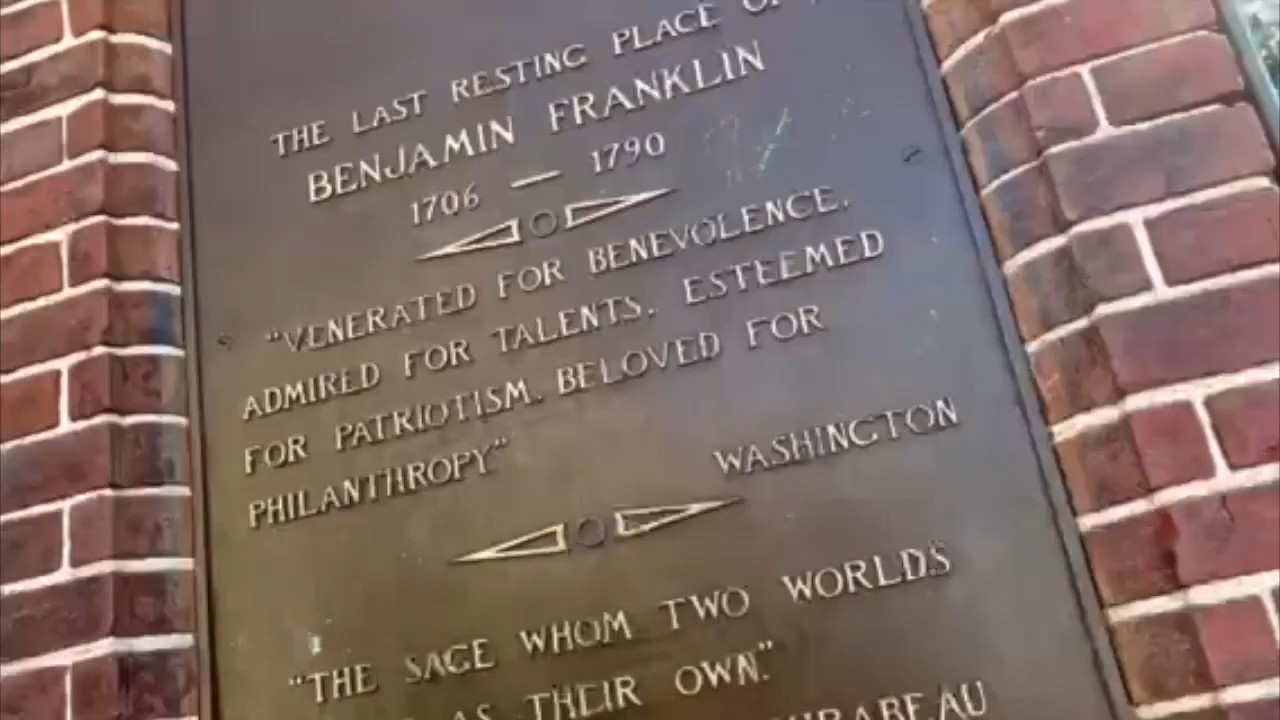 THE LAST RESTING PLACE OF
BENJAMIN FRANKLIN
1706 — 1790
"VENERATED FOR BENEVOLENCE,
ADMIRED FOR TALENTS, ESTEEMED
FOR PATRIOTISM, BELOVED FOR
PHILANTHROPY"
WASHINGTON
"THE SAGE WHOM TWO WORLDS
AS THEIR OWN."